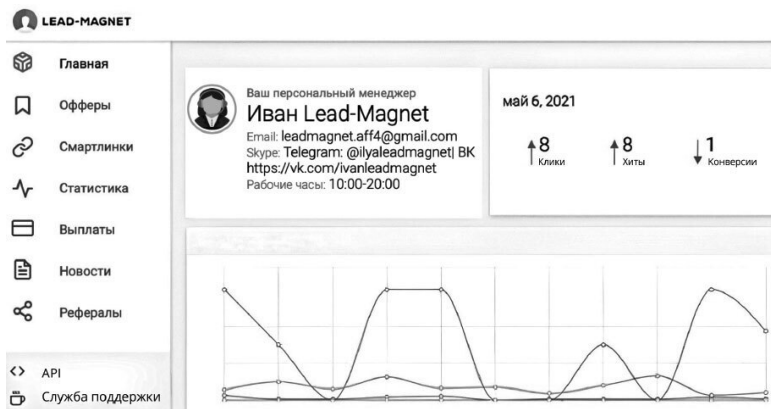 LEAD-MAGNET
Главная
Офферы
Смартлинки
Статистика
Выплаты
Новости
Рефералы
API
Служба поддержки
Ваш персональный менеджер
Иван Lead-Magnet
Email: leadmagnet.aff4@gmail.com
Skype: Telegram: @ilyaleadmagnet| ВК
https://vk.com/ivanleadmagnet
Рабочие часы: 10:00-20:00
май 6, 2021
8
Клики
8
Хиты
1
Конверсии